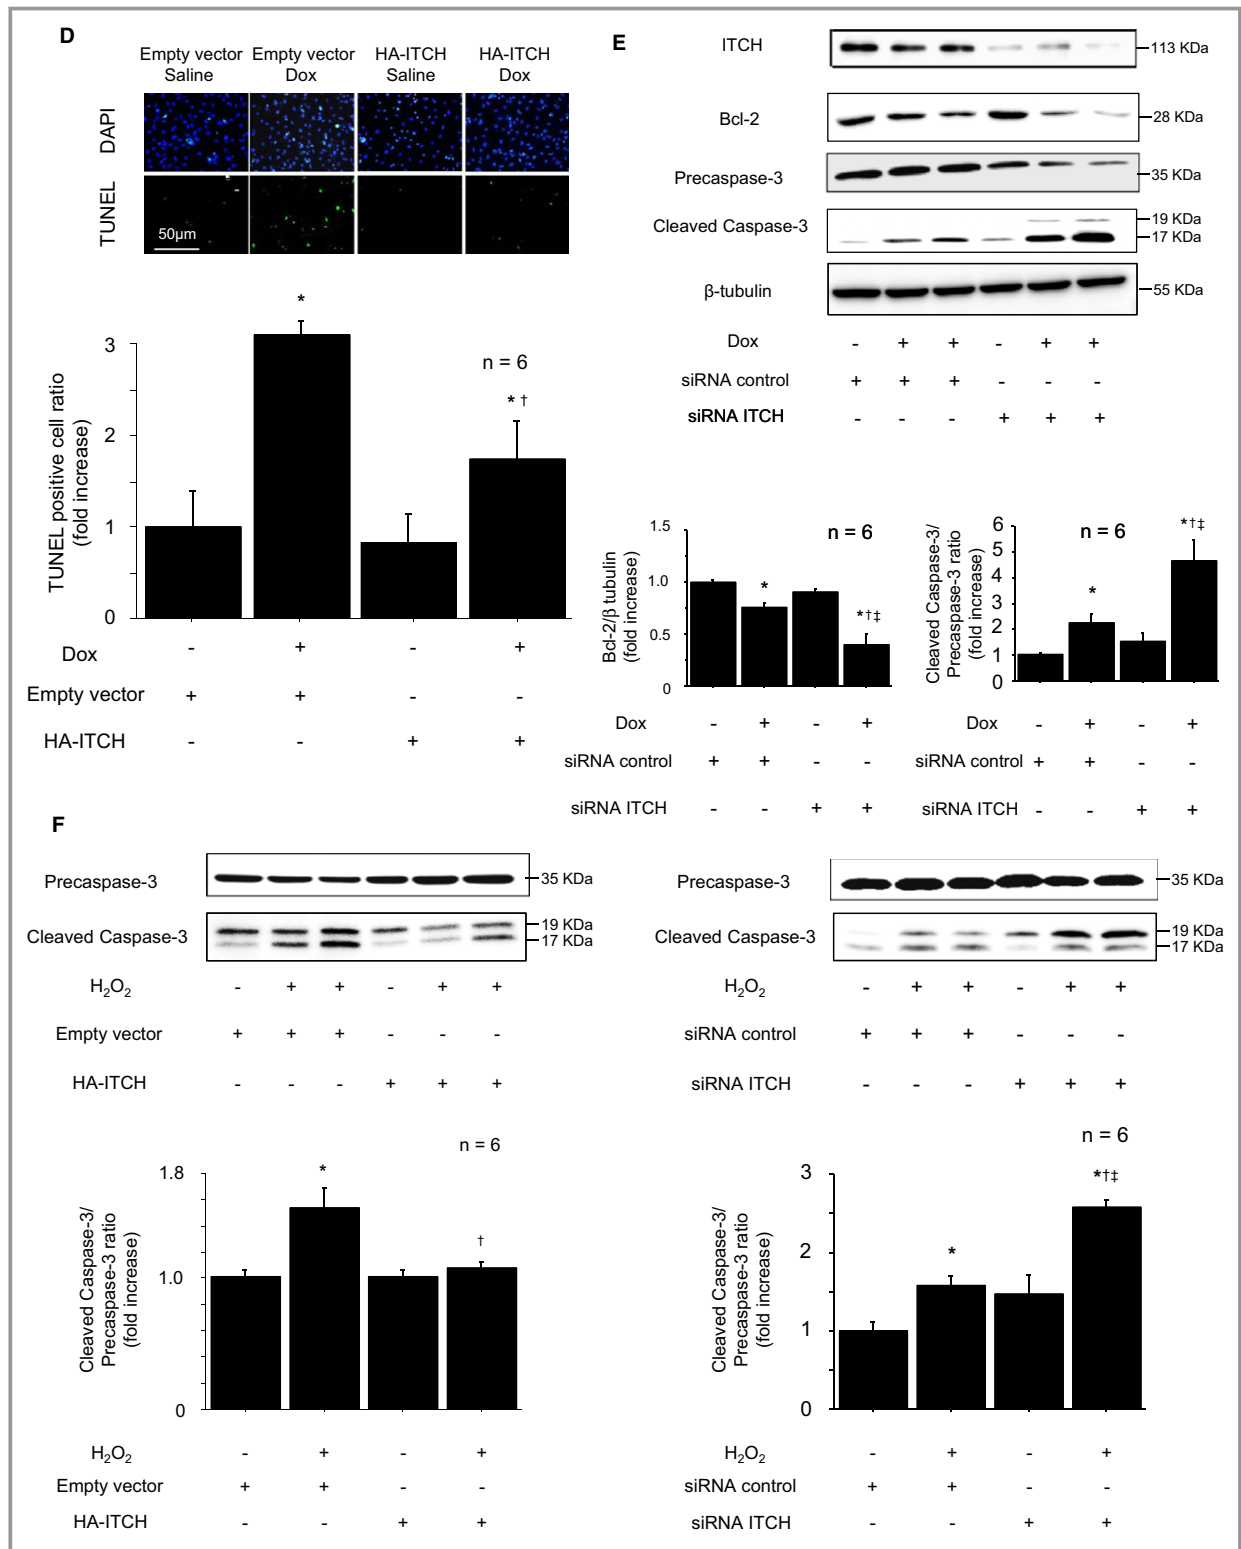 D
Empty vector Empty vector HA-ITCH HA-ITCH
Saline Dox Saline Dox
DAPI
TUNEL
50µm
TUNEL positive cell ratio
(fold increase)
3
2
1
0
*
n = 6
* †
Dox - + - +
Empty vector + + - -
HA-ITCH - - + +
E
ITCH 113 KDa
Bcl-2 28 KDa
Precaspase-3 35 KDa
Cleaved Caspase-3 19 KDa
17 KDa
β-tubulin 55 KDa
Dox - + + - + +
siRNA control + + + - - -
siRNA ITCH - - - + + +
Bcl-2/β tubulin
(fold increase)
1.5
1.0
0.5
0
n = 6
*
*†‡
Dox - + - +
siRNA control + + - -
siRNA ITCH - - + +
Cleaved Caspase-3/
Precaspase-3 ratio
(fold increase)
6
5
4
3
2
1
0
n = 6
*
*†‡
Dox - + - +
siRNA control + + - -
siRNA ITCH - - + +
F
Precaspase-3 35 KDa
Cleaved Caspase-3 19 KDa
17 KDa
H₂O₂ - + + - + +
Empty vector + + + - - -
HA-ITCH - - - + + +
n = 6
Cleaved Caspase-3/
Precaspase-3 ratio
(fold increase)
1.8
1.0
0
*
†
H₂O₂ - + - +
Empty vector + + - -
HA-ITCH - - + +
Precaspase-3 35 KDa
Cleaved Caspase-3 19 KDa
17 KDa
H₂O₂ - + + - + +
siRNA control + + + - - -
siRNA ITCH - - - + + +
n = 6
Cleaved Caspase-3/
Precaspase-3 ratio
(fold increase)
3
2
1
0
*
*†‡
H₂O₂ - + - +
siRNA control + + - -
siRNA ITCH - - + +